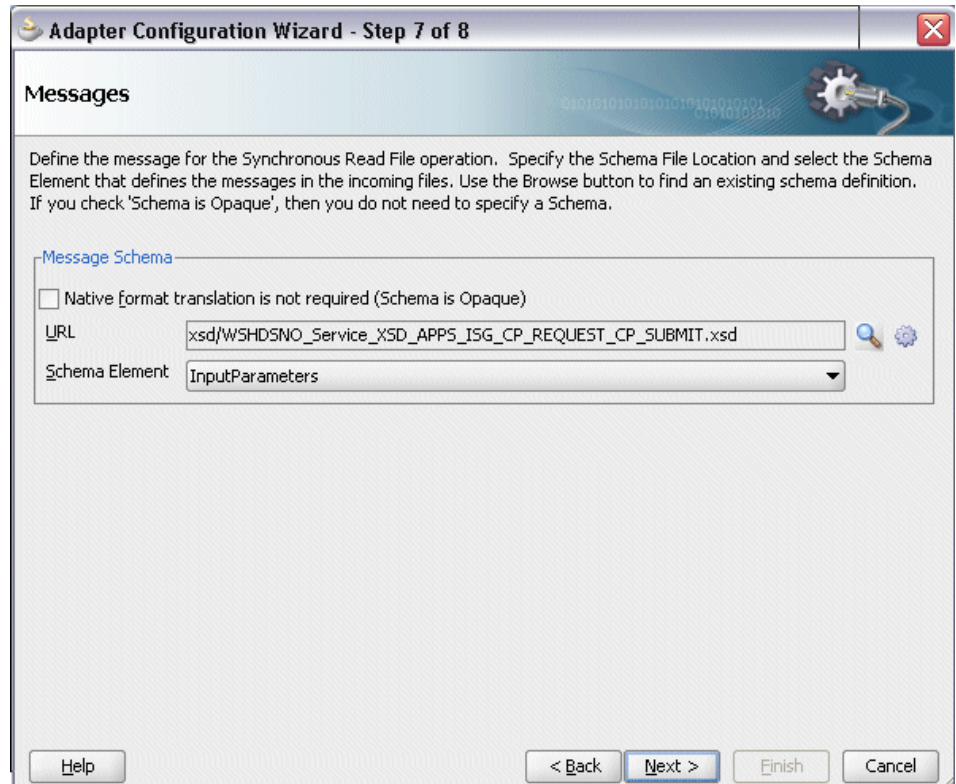 Adapter Configuration Wizard - Step 7 of 8
Messages
Define the message for the Synchronous Read File operation.  Specify the Schema File Location and select the Schema
Element that defines the messages in the incoming files. Use the Browse button to find an existing schema definition.
If you check 'Schema is Opaque', then you do not need to specify a Schema.
Message Schema
Native format translation is not required (Schema is Opaque)
URL xsd/WSHDSNO_Service_XSD_APPS_ISG_CP_REQUEST_CP_SUBMIT.xsd
Schema Element InputParameters
Help < Back Next > Finish Cancel